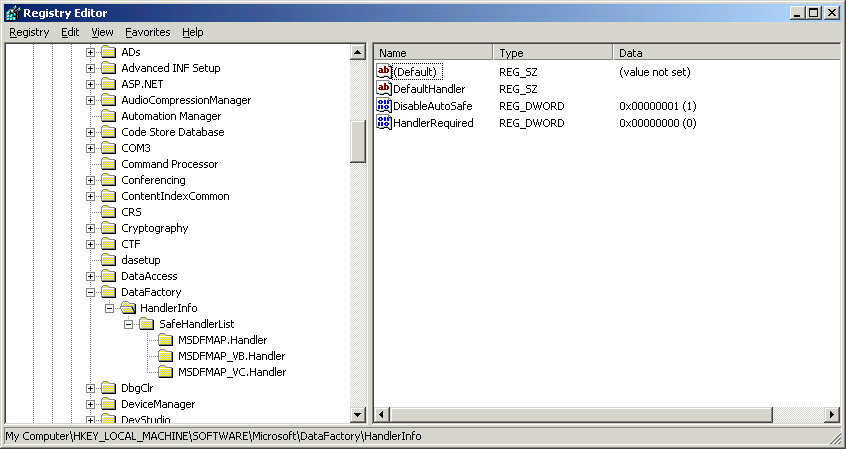 Registry Editor
Registry Edit View Favorites Help
ADs
Advanced INF Setup
ASP.NET
AudioCompressionManager
Automation Manager
Code Store Database
COM3
Command Processor
Conferencing
ContentIndexCommon
CRS
Cryptography
CTF
dasetup
DataAccess
DataFactory
HandlerInfo
SafeHandlerList
MSDFMAP.Handler
MSDFMAP_VB.Handler
MSDFMAP_VC.Handler
DbgClr
DeviceManager
DevStudio
Name Type Data
(Default) REG_SZ (value not set)
DefaultHandler REG_SZ
DisableAutoSafe REG_DWORD 0x00000001 (1)
HandlerRequired REG_DWORD 0x00000000 (0)
My Computer\HKEY_LOCAL_MACHINE\SOFTWARE\Microsoft\DataFactory\HandlerInfo